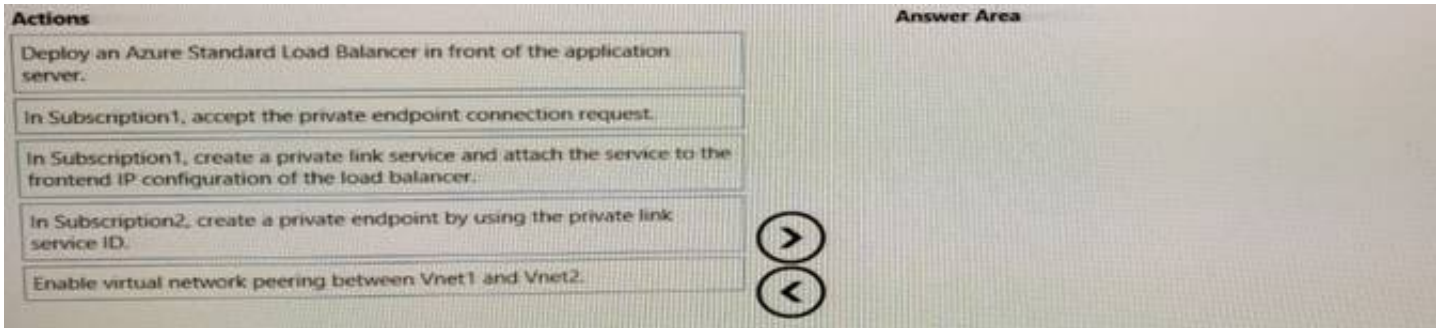 Actions
Answer Area
Deploy an Azure Standard Load Balancer in front of the application
server.
In Subscription1, accept the private endpoint connection request.
In Subscription1, create a private link service and attach the service to the
frontend IP configuration of the load balancer.
In Subscription2, create a private endpoint by using the private link
service ID.
Enable virtual network peering between Vnet1 and Vnet2.